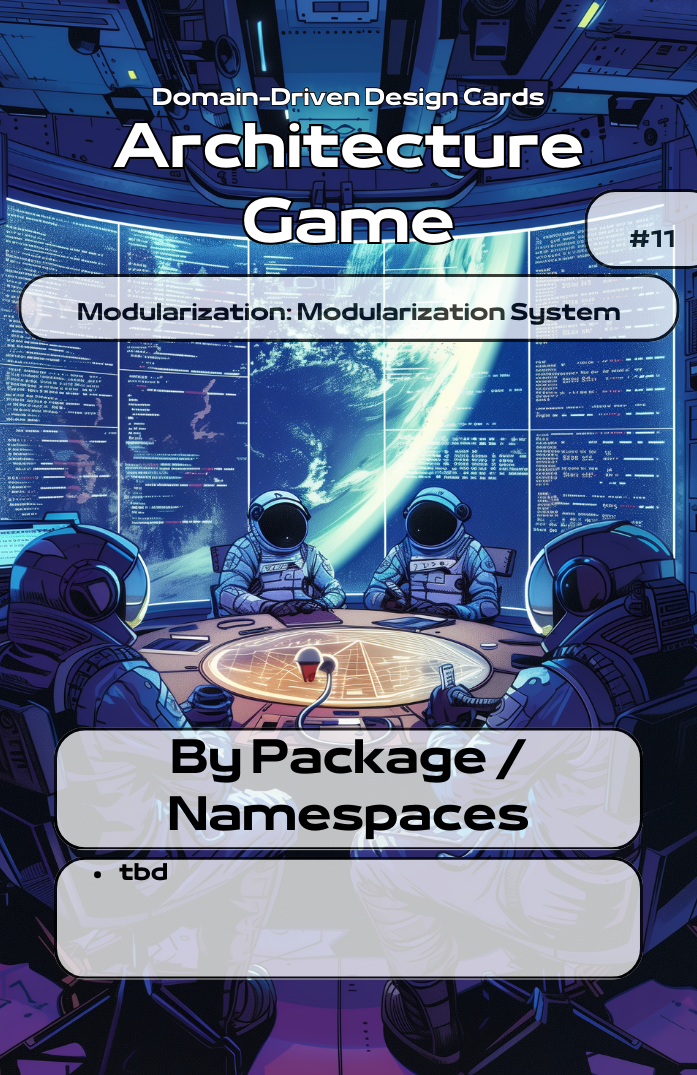 Domain-Driven Design Cards
Architecture
Game
#11
Modularization: Modularization System
By Package /
Namespaces
• tbd